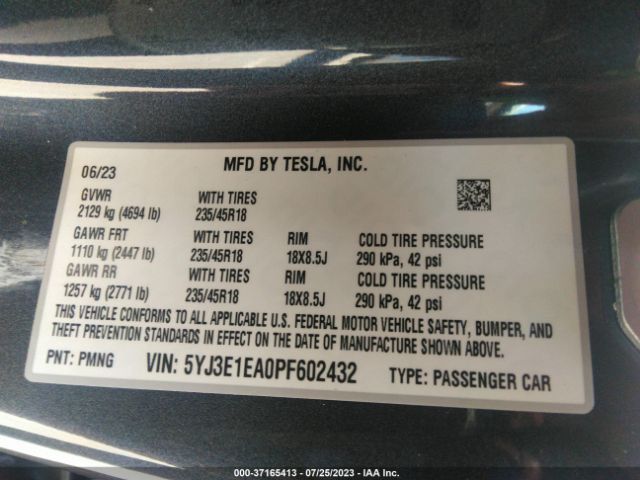 06/23 MFD BY TESLA, INC.
GVWR WITH TIRES
2129 kg (4694 lb) 235/45R18
GAWR FRT WITH TIRES RIM COLD TIRE PRESSURE
1110 kg (2447 lb) 235/45R18 18X8.5J 290 kPa, 42 psi
GAWR RR WITH TIRES RIM COLD TIRE PRESSURE
1257 kg (2771 lb) 235/45R18 18X8.5J 290 kPa, 42 psi
THIS VEHICLE CONFORMS TO ALL APPLICABLE U.S. FEDERAL MOTOR VEHICLE SAFETY, BUMPER, AND
THEFT PREVENTION STANDARDS IN EFFECT ON THE DATE OF MANUFACTURE SHOWN ABOVE.
PNT: PMNG VIN: 5YJ3E1EA0PF602432 TYPE: PASSENGER CAR
000-37165413 - 07/25/2023 - IAA Inc.